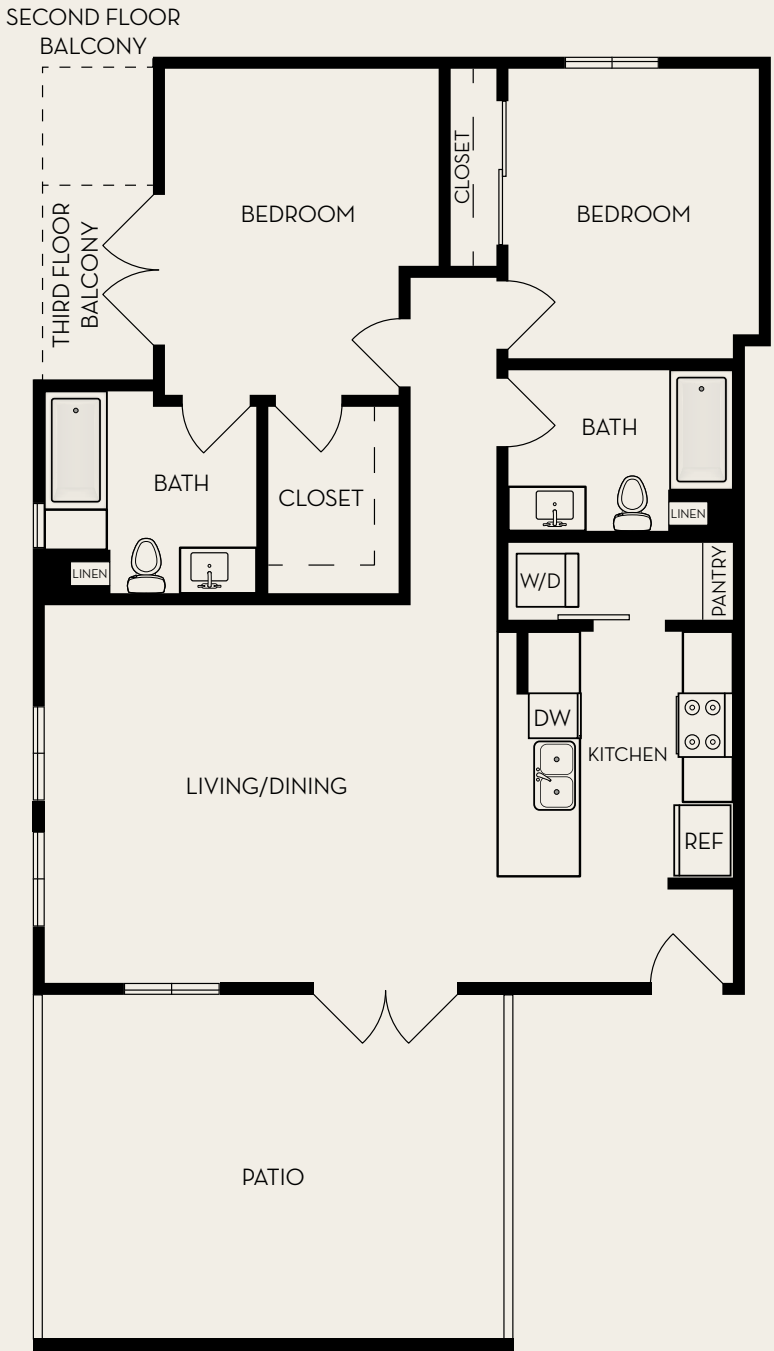 SECOND FLOOR
BALCONY
THIRD FLOOR
BALCONY
BEDROOM
CLOSET
BEDROOM
BATH
CLOSET
LINEN
BATH
LINEN
W/D
PANTRY
DW
KITCHEN
REF
LIVING/DINING
PATIO